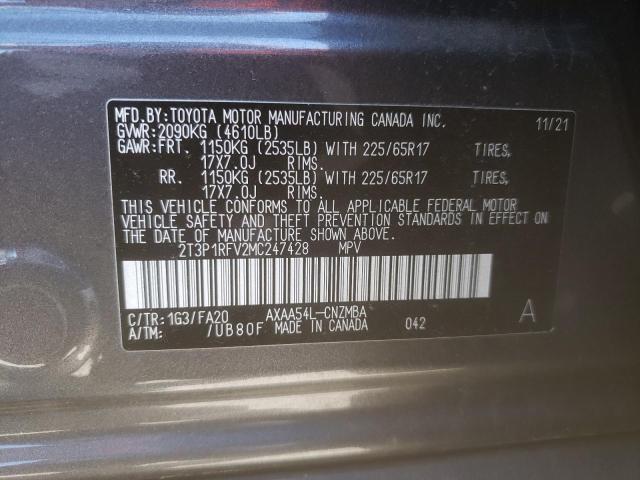 MFD.BY:TOYOTA MOTOR MANUFACTURING CANADA INC. 11/21
GVWR:2090KG (4610LB)
GAWR:FRT. 1150KG (2535LB) WITH 225/65R17 TIRES,
17X7.0J RIMS.
RR. 1150KG (2535LB) WITH 225/65R17 TIRES,
17X7.0J RIMS.
THIS VEHICLE CONFORMS TO ALL APPLICABLE FEDERAL MOTOR
VEHICLE SAFETY AND THEFT PREVENTION STANDARDS IN EFFECT ON
THE DATE OF MANUFACTURE SHOWN ABOVE.
2T3P1RFV2MC247428 MPV
C/TR:1G3/FA20 AXAA54L-CNZMBA A
A/TM: /UB80F MADE IN CANADA 042